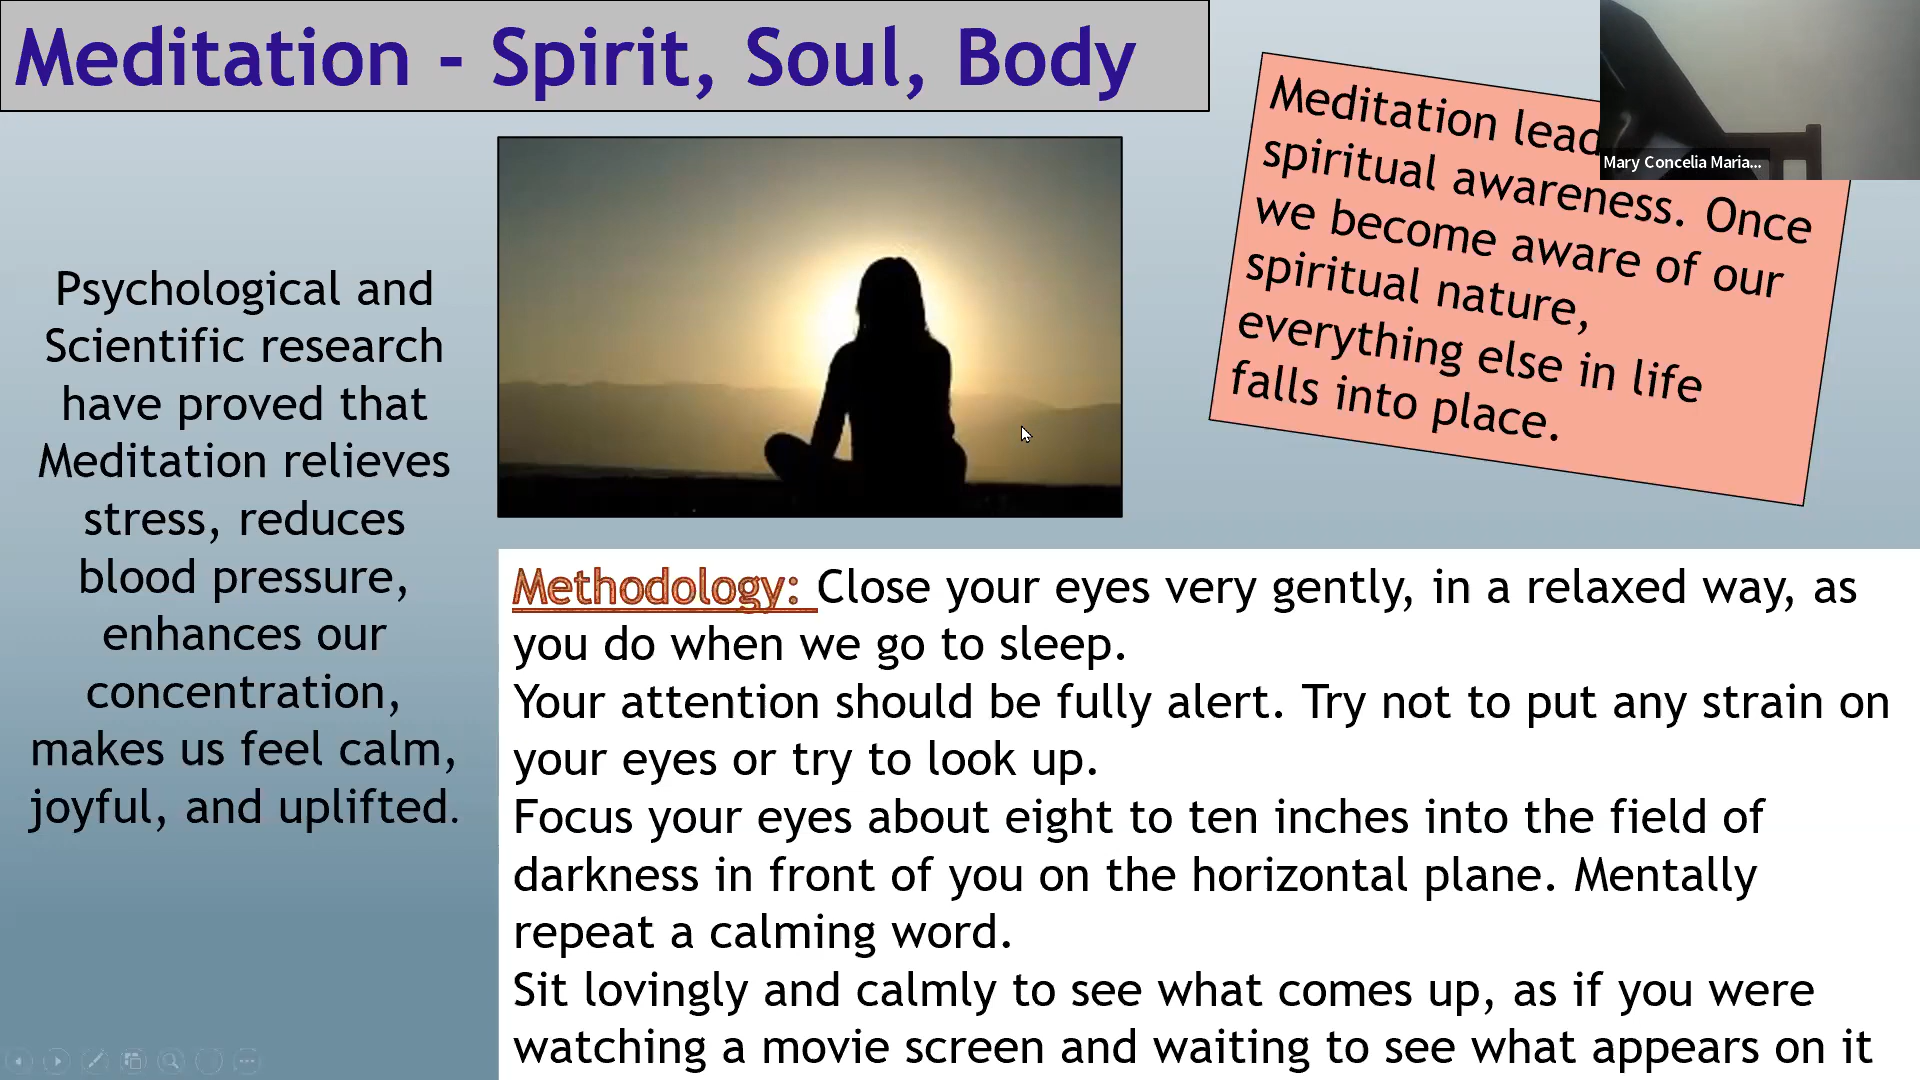 Meditation - Spirit, Soul, Body
Meditation lead
spiritual awareness. Once
we become aware of our
spiritual nature,
everything else in life
falls into place.
Mary Concelia Maria...
Psychological and
Scientific research
have proved that
Meditation relieves
stress, reduces
blood pressure,
enhances our
concentration,
makes us feel calm,
joyful, and uplifted.
Methodology: Close your eyes very gently, in a relaxed way, as
you do when we go to sleep.
Your attention should be fully alert. Try not to put any strain on
your eyes or try to look up.
Focus your eyes about eight to ten inches into the field of
darkness in front of you on the horizontal plane. Mentally
repeat a calming word.
Sit lovingly and calmly to see what comes up, as if you were
watching a movie screen and waiting to see what appears on it